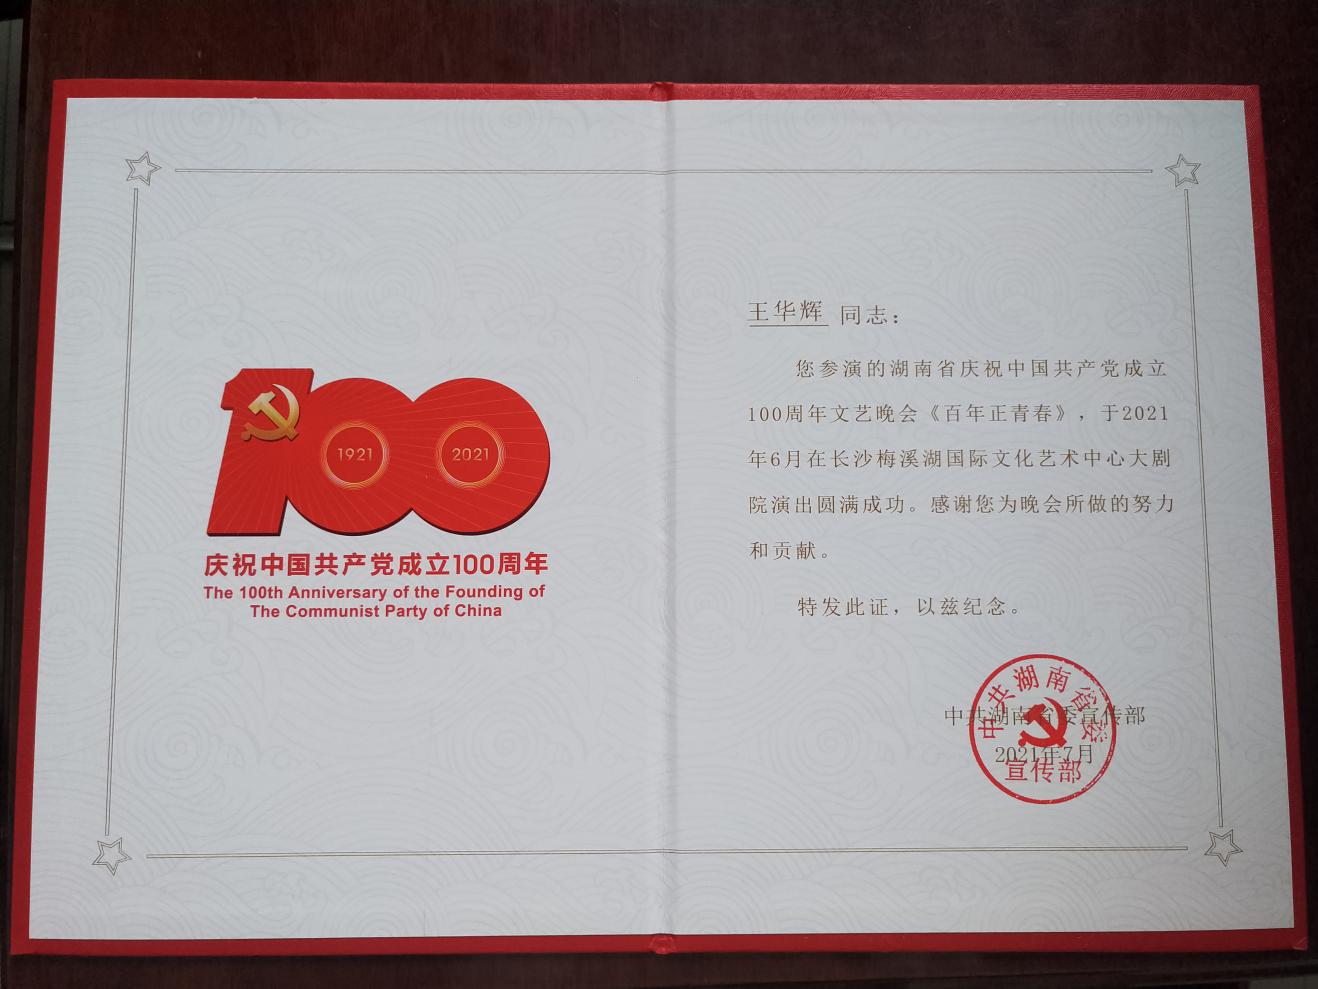 1921
2021
庆祝中国共产党成立100周年
The 100th Anniversary of the Founding of
The Communist Party of China
王华辉 同志：
您参演的湖南省庆祝中国共产党成立
100周年文艺晚会《百年正青春》，于2021
年6月在长沙梅溪湖国际文化艺术中心大剧
院演出圆满成功。感谢您为晚会所做的努力
和贡献。
特发此证，以兹纪念。
中共湖南省委宣传部
2021年7月
中共湖南省委
宣传部